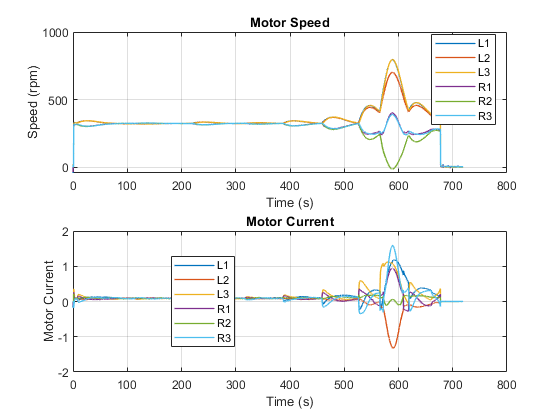 Motor Speed
1000
500
0
Speed (rpm)
L1
L2
L3
R1
R2
R3
0 100 200 300 400 500 600 700 800
Time (s)
Motor Current
2
1
0
-1
-2
Motor Current
L1
L2
L3
R1
R2
R3
0 100 200 300 400 500 600 700 800
Time (s)